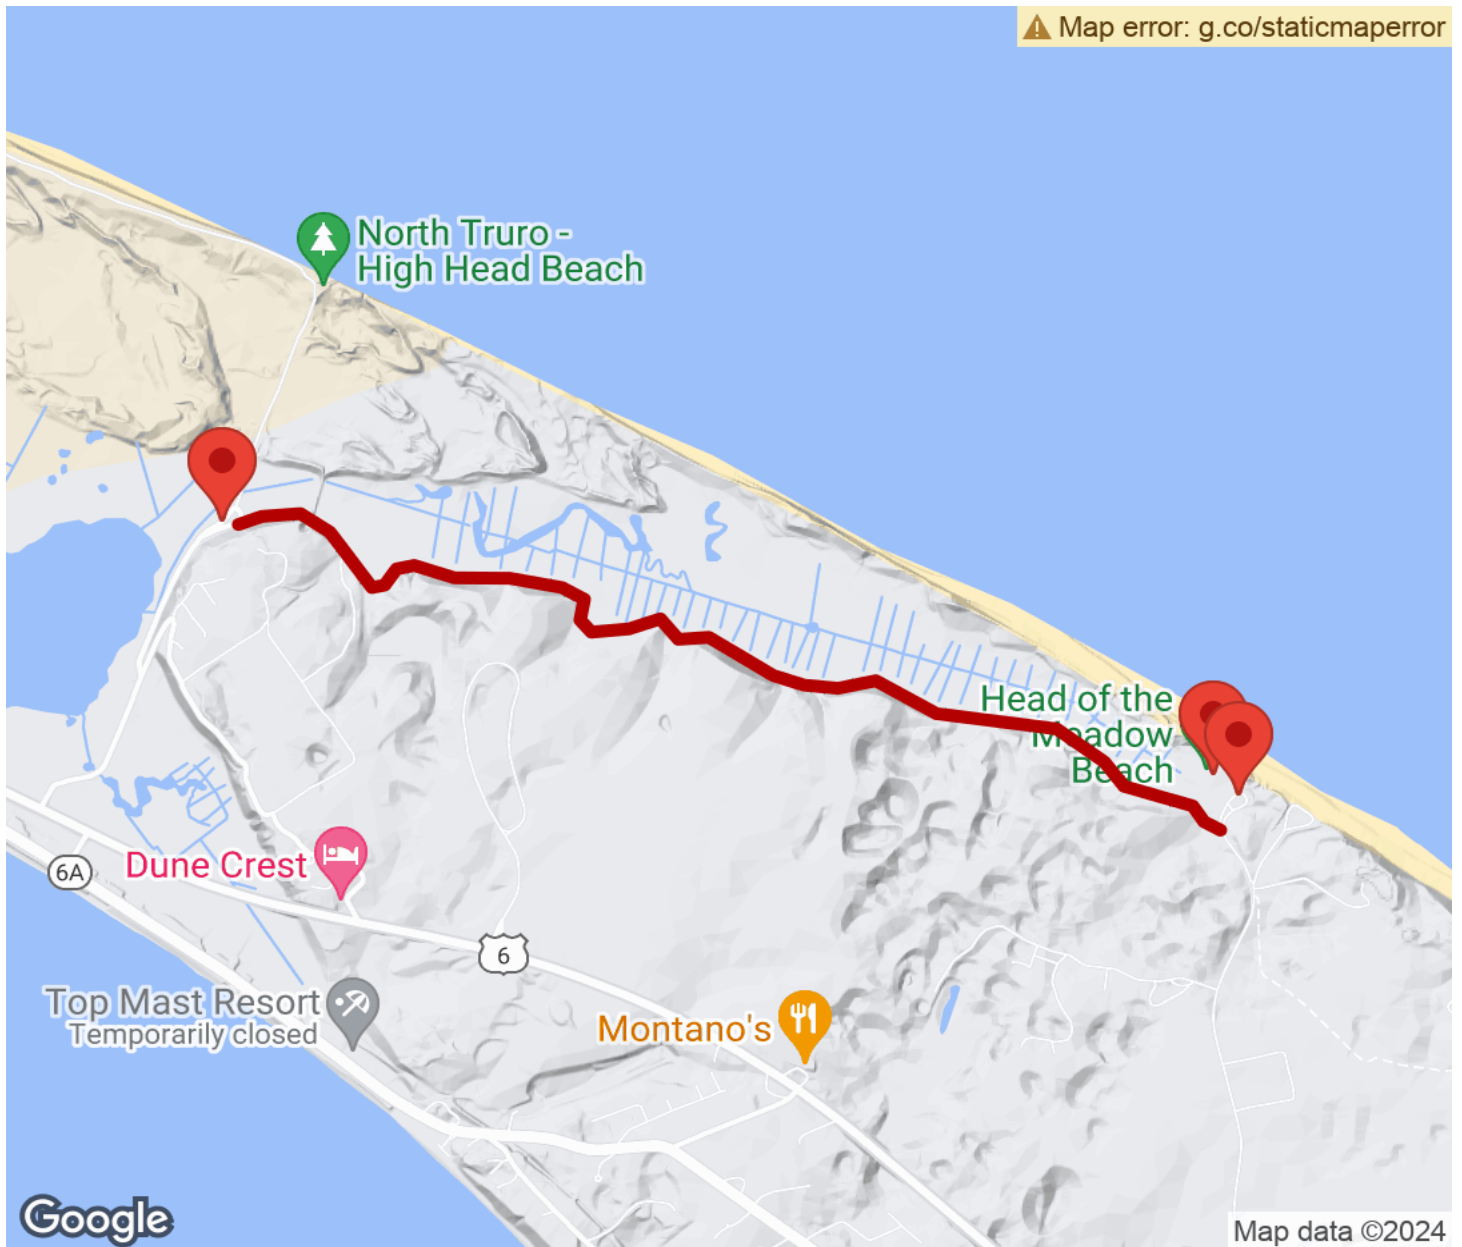 Map error: g.co/staticmaperror
North Truro -
High Head Beach
Head of the
Meadow
Beach
Dune Crest
6A
6
Top Mast Resort
Temporarily closed
Montano's
Google
Map data ©2024